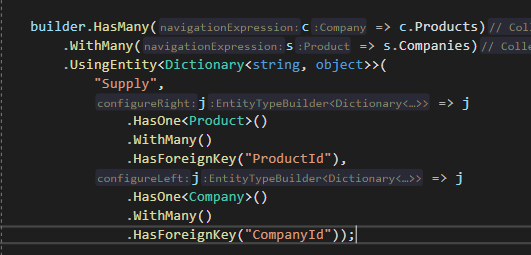 builder.HasMany(navigationExpression:c:Company => c.Products)// Coll
.WithMany(navigationExpression:s:Product => s.Companies)// Colle
.UsingEntity<Dictionary<string, object>>(
"Supply",
configureRight:j:EntityTypeBuilder<Dictionary<…>> => j
.HasOne<Product>()
.WithMany()
.HasForeignKey("ProductId"),
configureLeft:j:EntityTypeBuilder<Dictionary<…>> => j
.HasOne<Company>()
.WithMany()
.HasForeignKey("CompanyId"));